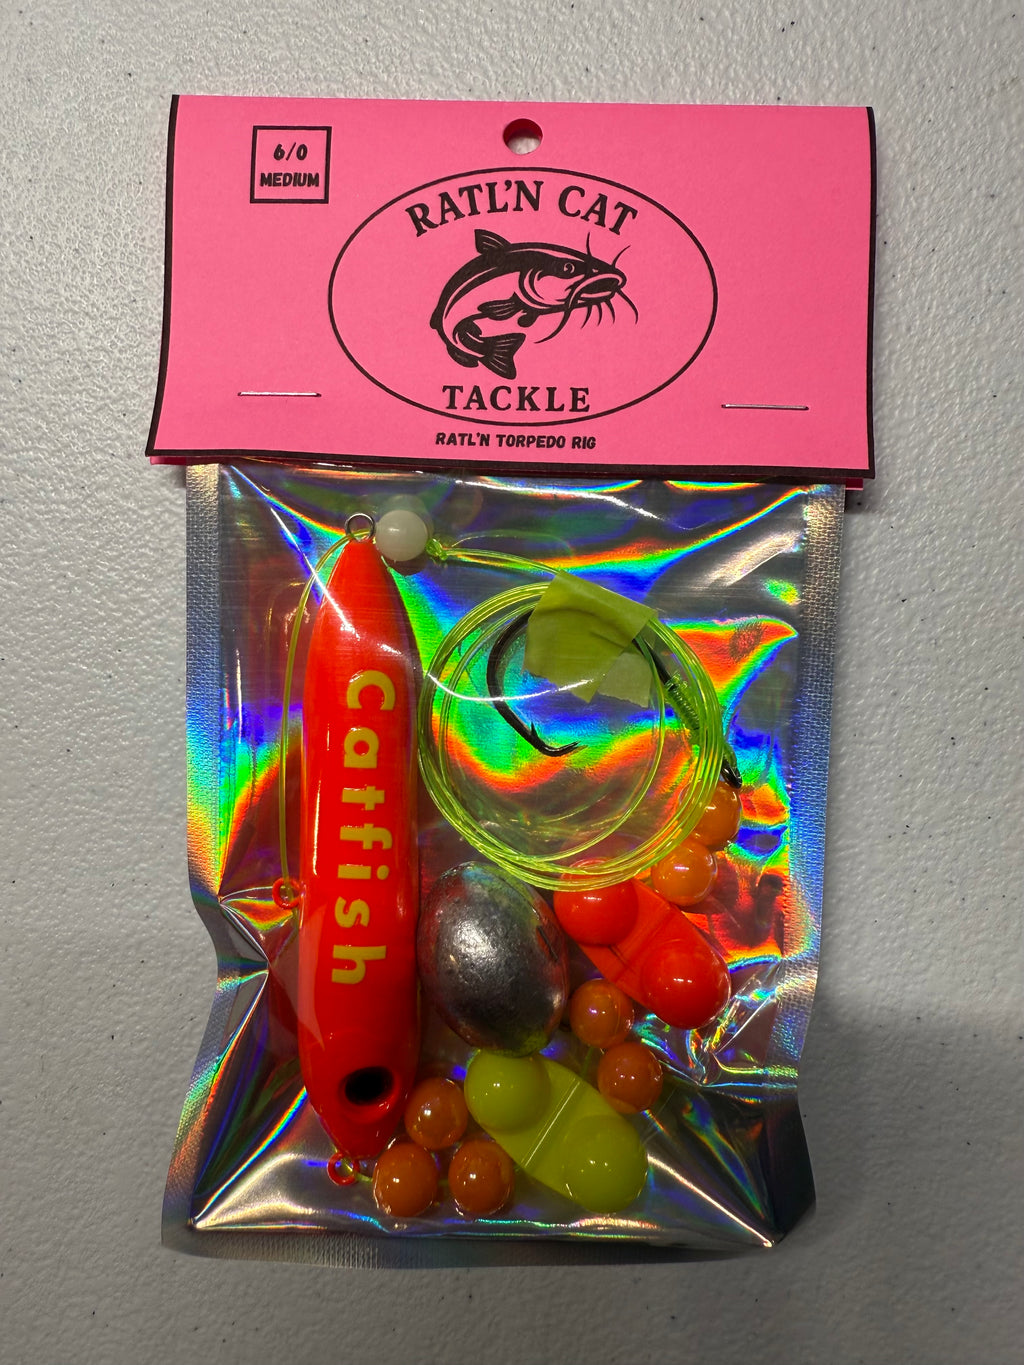 6/0
MEDIUM
RATL'N CAT
TACKLE
RATL'N TORPEDO RIG
Catfish